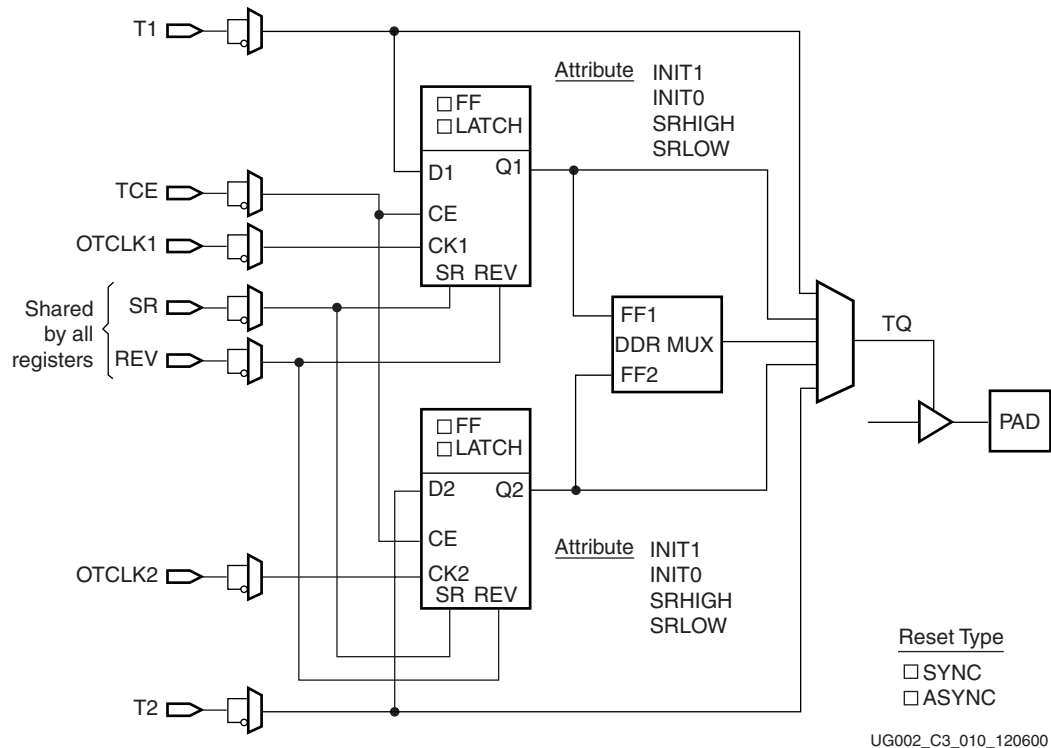 T1
Attribute INIT1
INIT0
SRHIGH
SRLOW
FF
LATCH
D1 Q1
TCE
CE
OTCLK1
CK1
SR REV
Shared
by all
registers
SR
REV
FF1
DDR MUX
FF2
TQ
PAD
FF
LATCH
D2 Q2
CE
Attribute INIT1
INIT0
SRHIGH
SRLOW
OTCLK2
CK2
SR REV
Reset Type
SYNC
ASYNC
T2
UG002_C3_010_120600